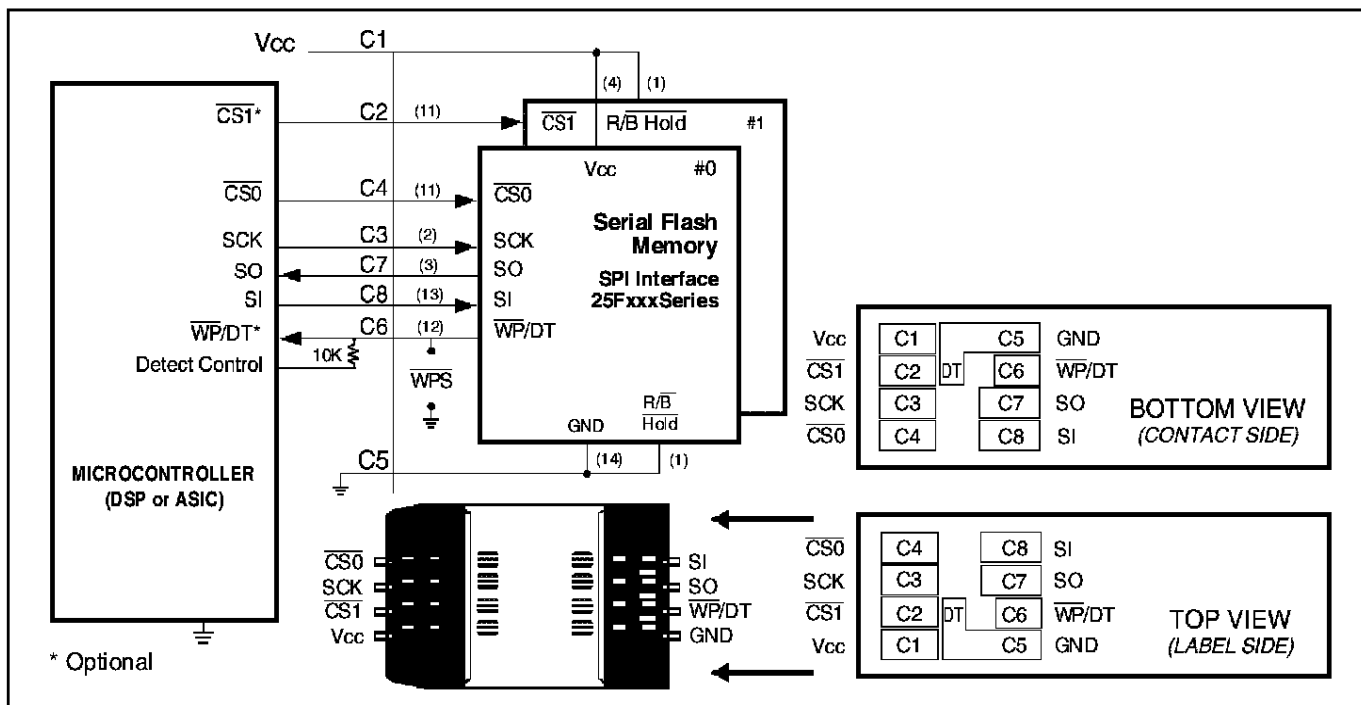 Vcc C1
(4) (1)
CS1* C2 (11) CS1 R/B Hold #1
Vcc #0
CS0 C4 (11) CS0
Serial Flash
Memory
SCK C3 (2) SCK
SO C7 (3) SO
SPI Interface
25FxxxSeries
SI C8 (13) SI
WP/DT* C6 (12) WP/DT
Detect Control 10K
WPS
R/B
Hold
GND
C5 (14) (1)
MICROCONTROLLER
(DSP or ASIC)
* Optional
Vcc C1 C5 GND
CS1 C2 DT C6 WP/DT
SCK C3 C7 SO
CS0 C4 C8 SI
BOTTOM VIEW
(CONTACT SIDE)
CS0 SI
SCK SO
CS1 WP/DT
Vcc GND
CS0 C4 C8 SI
SCK C3 C7 SO
CS1 C2 DT C6 WP/DT
Vcc C1 C5 GND
TOP VIEW
(LABEL SIDE)